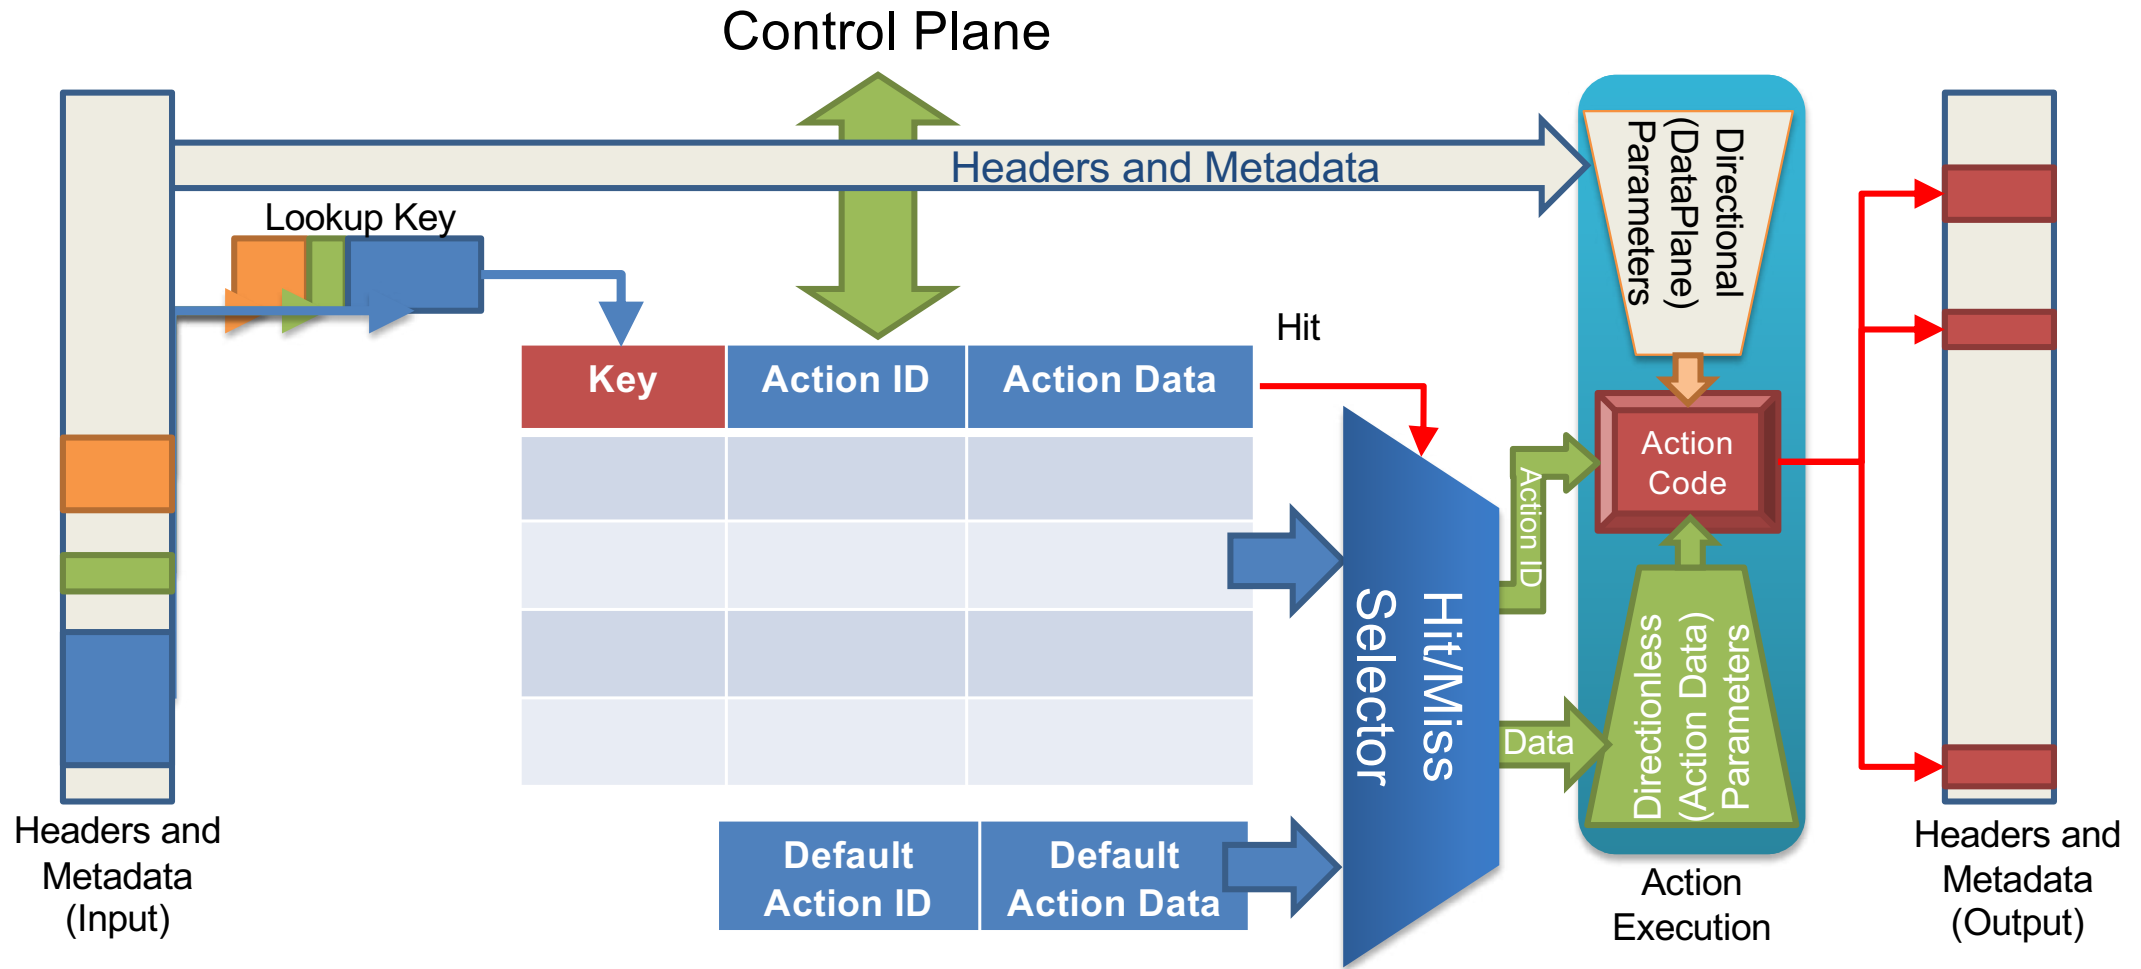 Control Plane
Headers and Metadata
Lookup Key
Hit
Key
Action ID
Action Data
Default
Action ID
Default
Action Data
Hit/Miss
Selector
Action ID
Data
Directional
(DataPlane)
Parameters
Action
Code
Directionless
(Action Data)
Parameters
Action
Execution
Headers and
Metadata
(Input)
Headers and
Metadata
(Output)